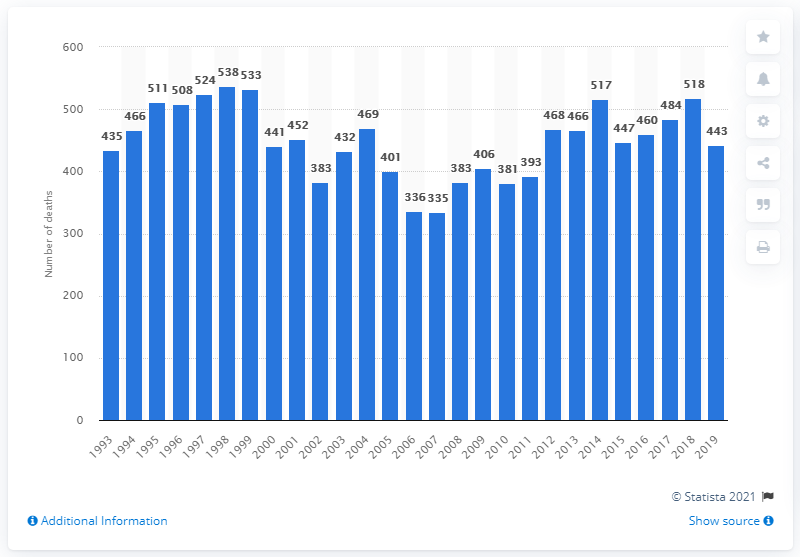 600
500
400
300
200
100
0
Number of deaths
435 466 511 508 524 538 533 441 452 383 432 469 401 336 335 383 406 381 393 468 466 517 447 460 484 518 443
1993 1994 1995 1996 1997 1998 1999 2000 2001 2002 2003 2004 2005 2006 2007 2008 2009 2010 2011 2012 2013 2014 2015 2016 2017 2018 2019
© Statista 2021
Additional Information
Show source